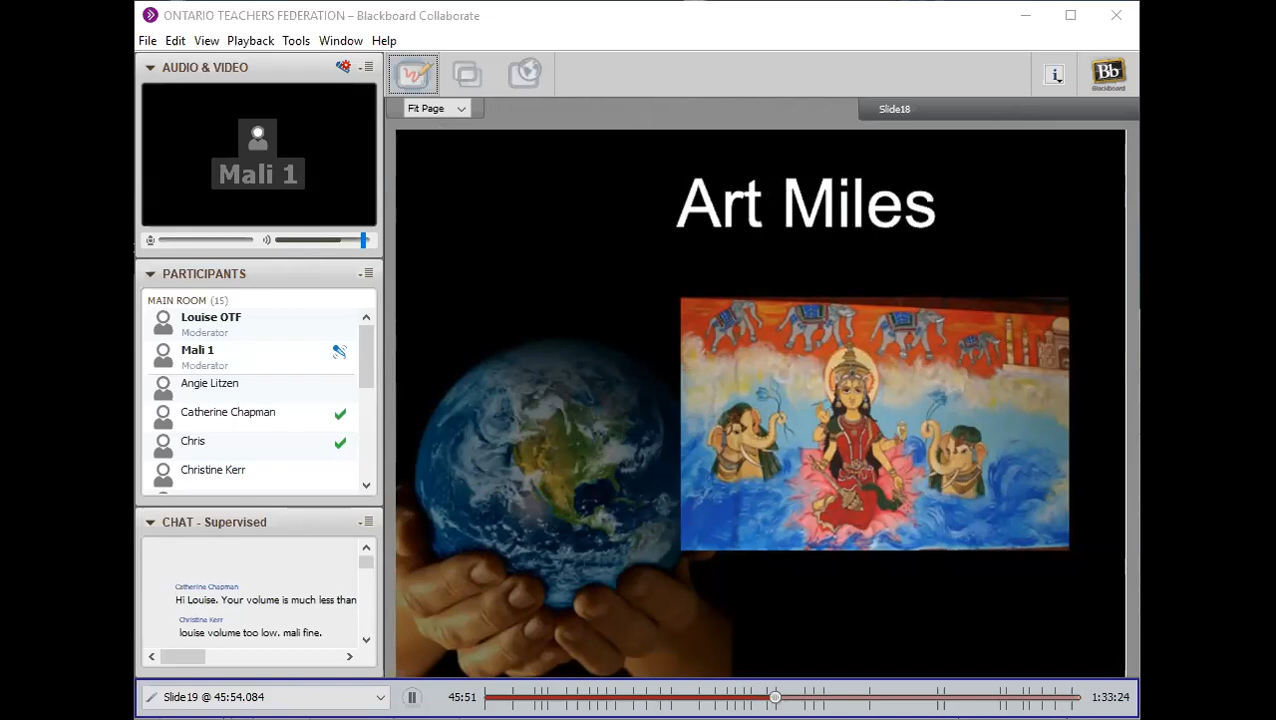 ONTARIO TEACHERS FEDERATION – Blackboard Collaborate
File Edit View Playback Tools Window Help
AUDIO & VIDEO
Mali 1
PARTICIPANTS
MAIN ROOM (15)
Louise OTF
Moderator
Mali 1
Moderator
Angie Litzen
Catherine Chapman
Chris
Christine Kerr
CHAT - Supervised
Catherine Chapman
Hi Louise. Your volume is much less than
Christine Kerr
louise volume too low. mali fine.
Fit Page
Slide18
i
Bb
Blackboard
Art Miles
Slide19 @ 45:54.084
45:51
1:33:24